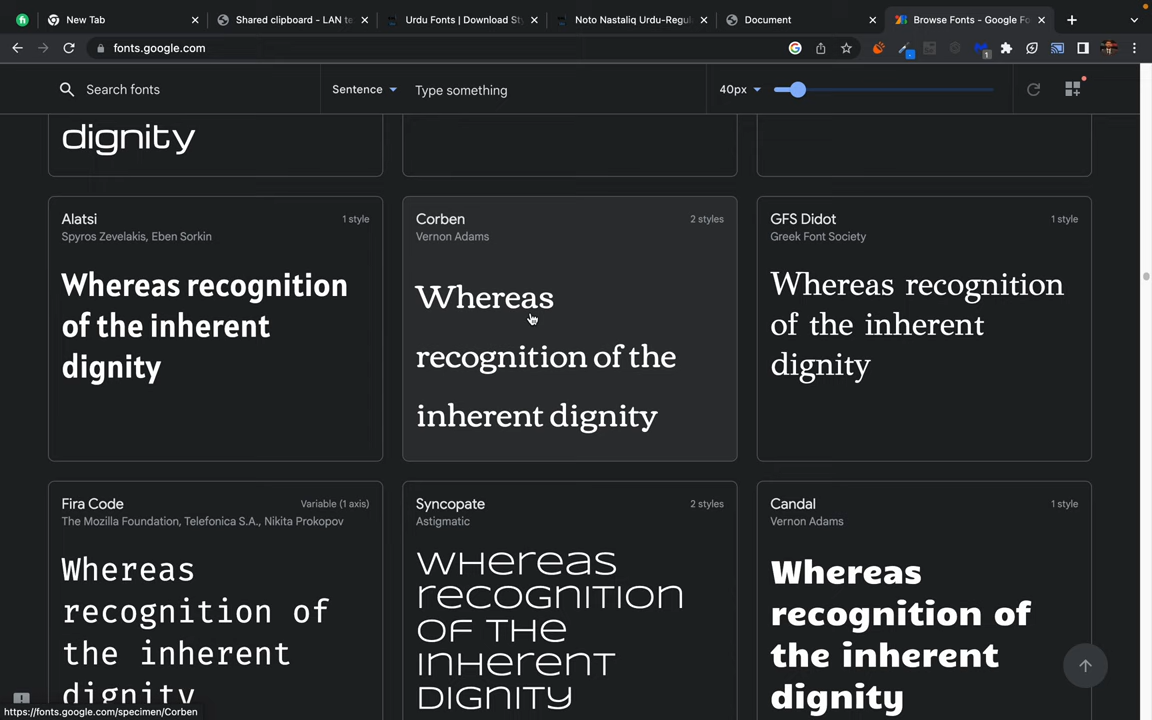 New Tab
Shared clipboard - LAN te
Urdu Fonts | Download Sty
Noto Nastaliq Urdu-Regul
Document
Browse Fonts - Google Fo
fonts.google.com
1
Search fonts
Sentence
Type something
40px
dignity
Alatsi
1 style
Spyros Zevelakis, Eben Sorkin
Whereas recognition
of the inherent
dignity
Corben
2 styles
Vernon Adams
Whereas
recognition of the
inherent dignity
GFS Didot
1 style
Greek Font Society
Whereas recognition
of the inherent
dignity
Fira Code
Variable (1 axis)
The Mozilla Foundation, Telefonica S.A., Nikita Prokopov
Whereas
recognition of
the inherent
dignity
Syncopate
2 styles
Astigmatic
Whereas
recognition
of the
inherent
dignity
Candal
1 style
Vernon Adams
Whereas
recognition of
the inherent
dignity
https://fonts.google.com/specimen/Corben